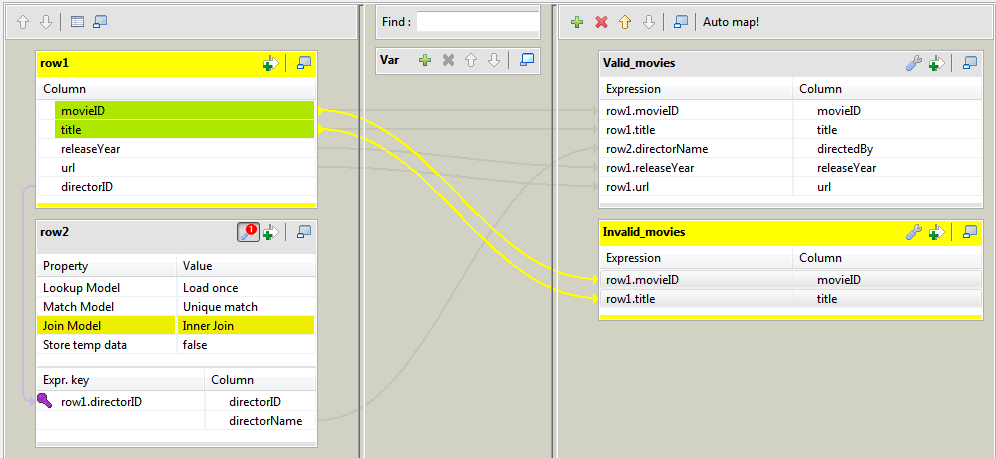 Find :
Auto map!
row1
Column
movieID
title
releaseYear
url
directorID
row2
1
Property Value
Lookup Model Load once
Match Model Unique match
Join Model Inner Join
Store temp data false
Expr. key Column
row1.directorID directorID
directorName
Var
Valid_movies
Expression Column
row1.movieID movieID
row1.title title
row2.directorName directedBy
row1.releaseYear releaseYear
row1.url url
Invalid_movies
Expression Column
row1.movieID movieID
row1.title title